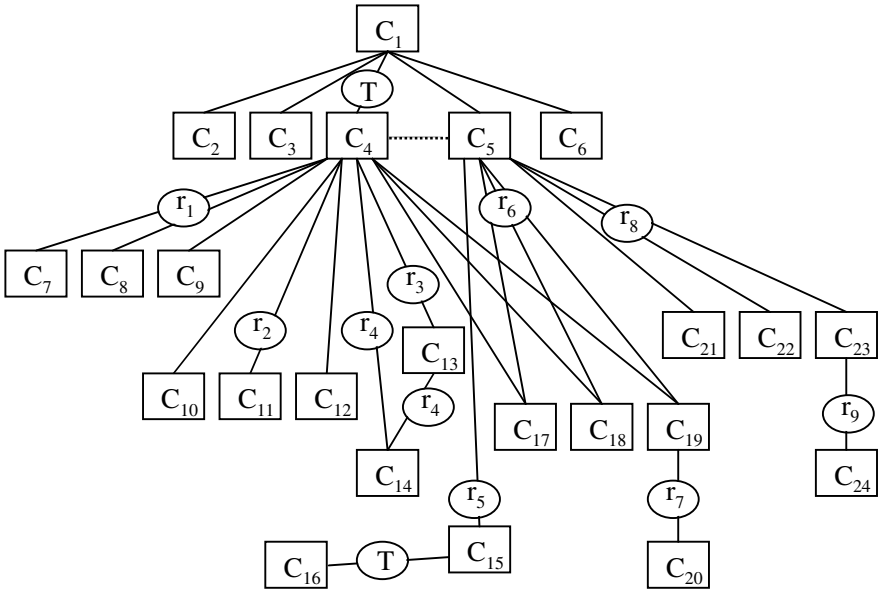 C₁
T
C₂ C₃ C₄ C₅ C₆
r₁ r₆ r₈
C₇ C₈ C₉ r₃
r₂ r₄ C₂₁ C₂₂ C₂₃
C₁₃
C₁₀ C₁₁ C₁₂ r₄ r₉
C₁₇ C₁₈ C₁₉
C₁₄ C₂₄
r₅ r₇
C₁₆ T C₁₅ C₂₀